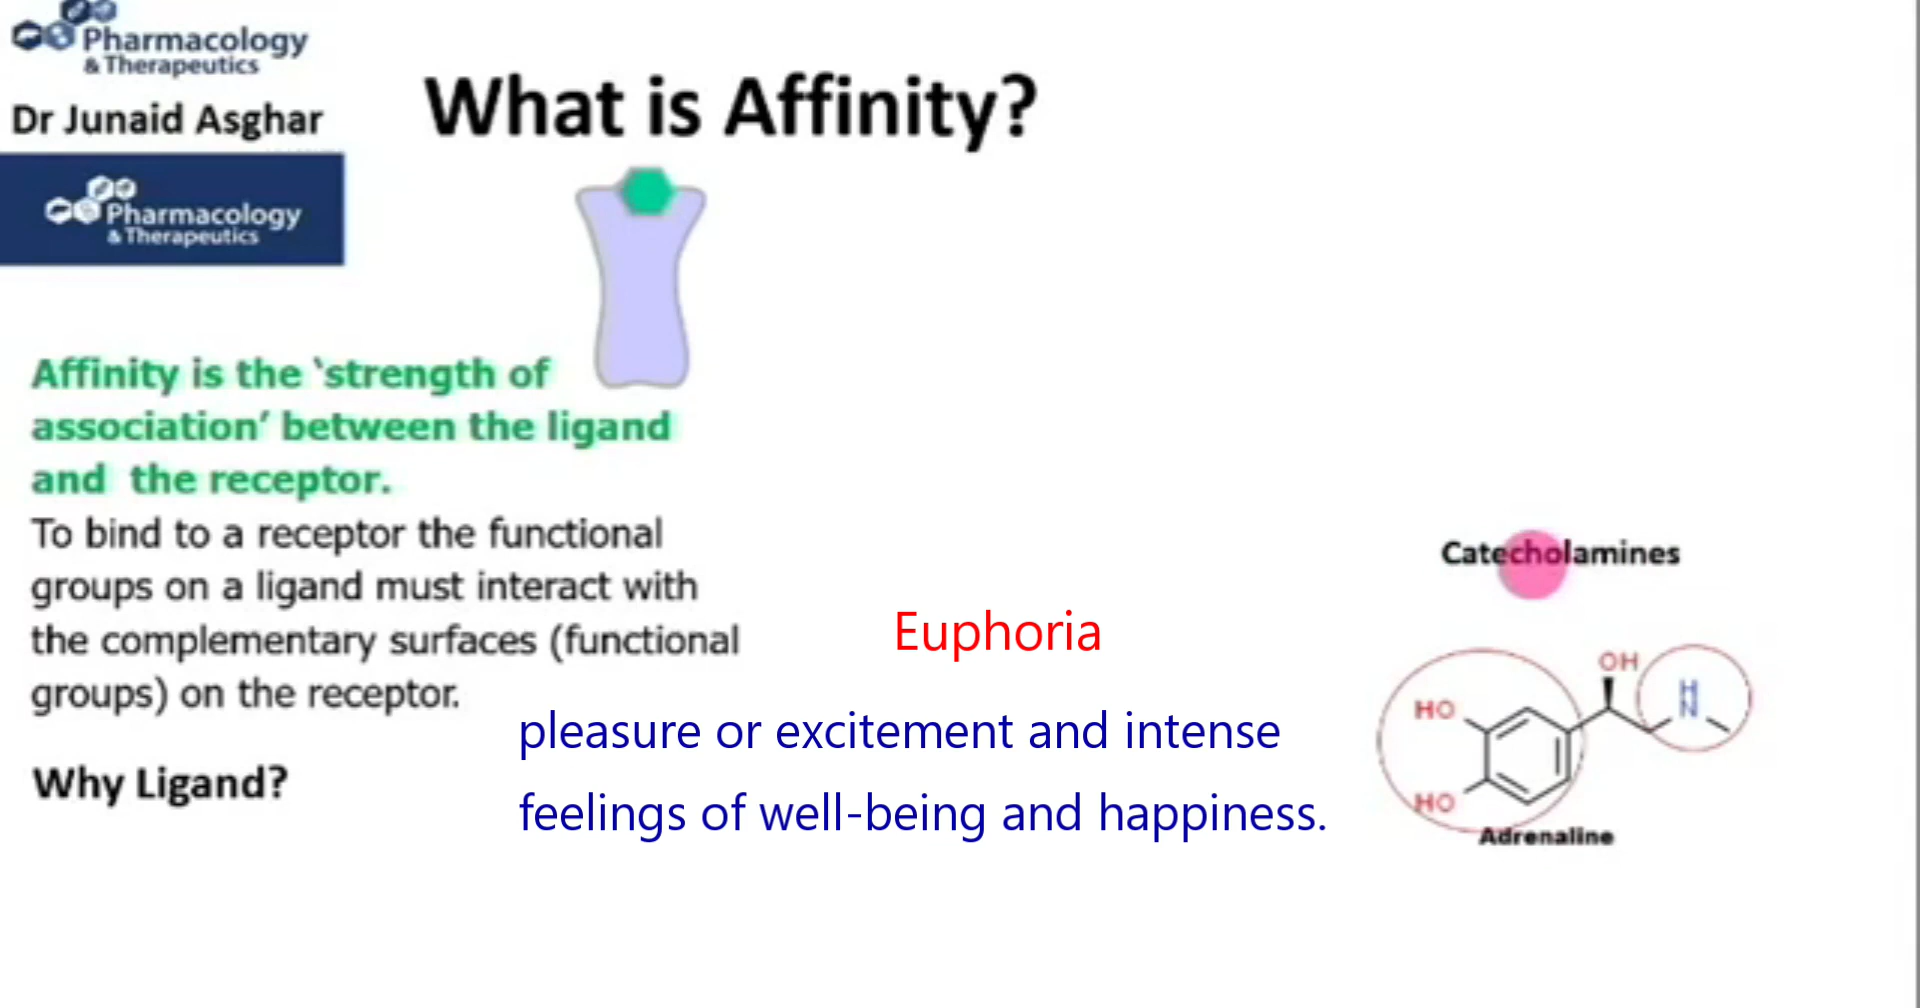 Pharmacology
& Therapeutics
Dr Junaid Asghar
What is Affinity?
Pharmacology
& Therapeutics
Affinity is the ‘strength of
association’ between the ligand
and the receptor.
To bind to a receptor the functional
groups on a ligand must interact with
the complementary surfaces (functional
groups) on the receptor.
Why Ligand?
Euphoria
pleasure or excitement and intense
feelings of well-being and happiness.
Catecholamines
OH
H
N
HO
HO
Adrenaline